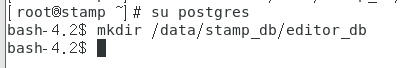 [root@stamp ~]# su postgres
bash-4.2$ mkdir /data/stamp_db/editor_db
bash-4.2$